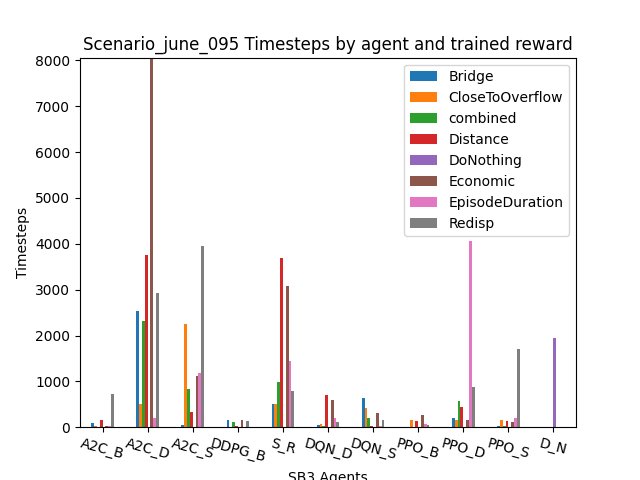 Scenario_june_095 Timesteps by agent and trained reward
8000
7000
6000
5000
4000
3000
2000
1000
0
Timesteps
Bridge
CloseToOverflow
combined
Distance
DoNothing
Economic
EpisodeDuration
Redisp
A2C_B
A2C_D
A2C_S
DDPG_B
S_R
DQN_D
DQN_S
PPO_B
PPO_D
PPO_S
D_N
SB3 Agents